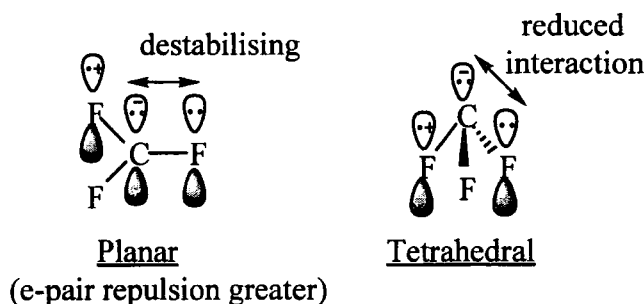 destabilising
reduced
interaction
F
C
F
F
C
F
F
F
Planar
Tetrahedral
(e-pair repulsion greater)